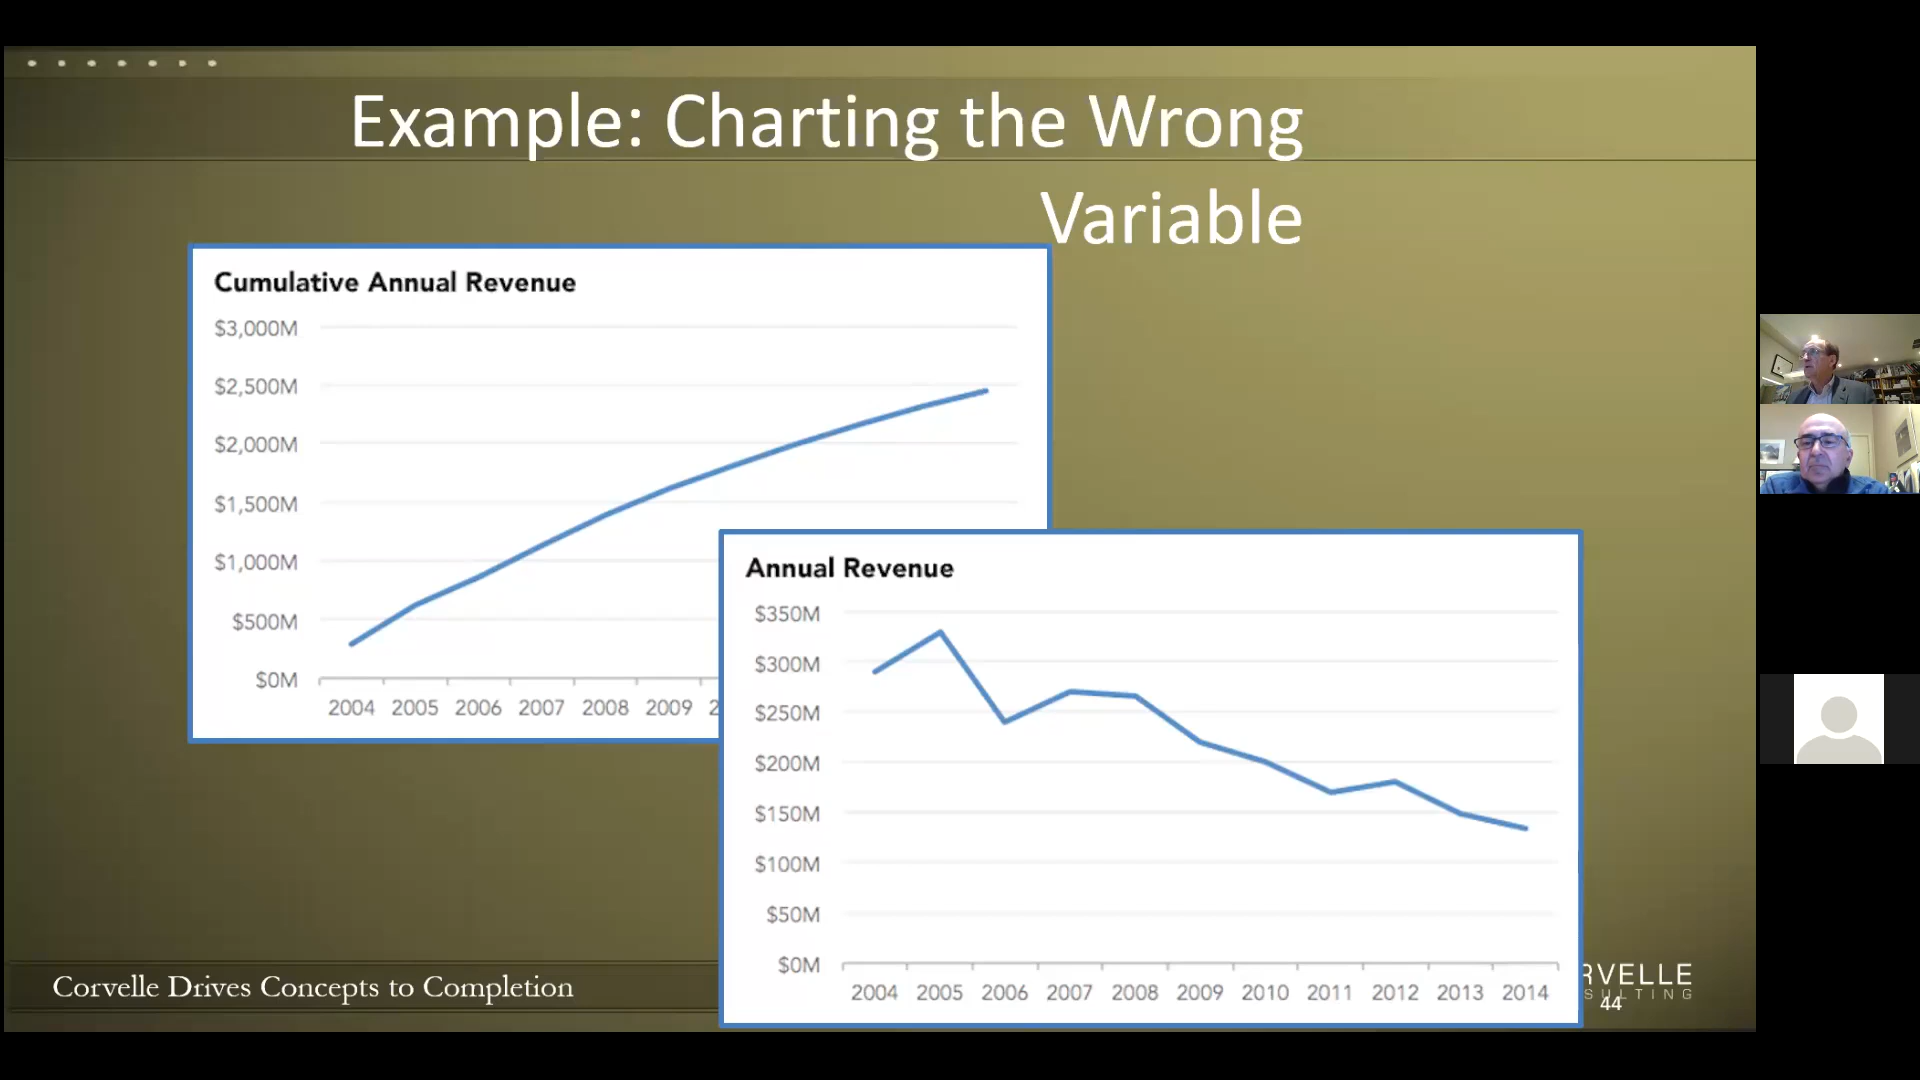 Example: Charting the Wrong
Variable
Cumulative Annual Revenue
$3,000M
$2,500M
$2,000M
$1,500M
$1,000M
$500M
$0M
2004 2005 2006 2007 2008 2009 2
Annual Revenue
$350M
$300M
$250M
$200M
$150M
$100M
$50M
$0M
2004 2005 2006 2007 2008 2009 2010 2011 2012 2013 2014
Corvelle Drives Concepts to Completion
RVELLE
SULTING
44